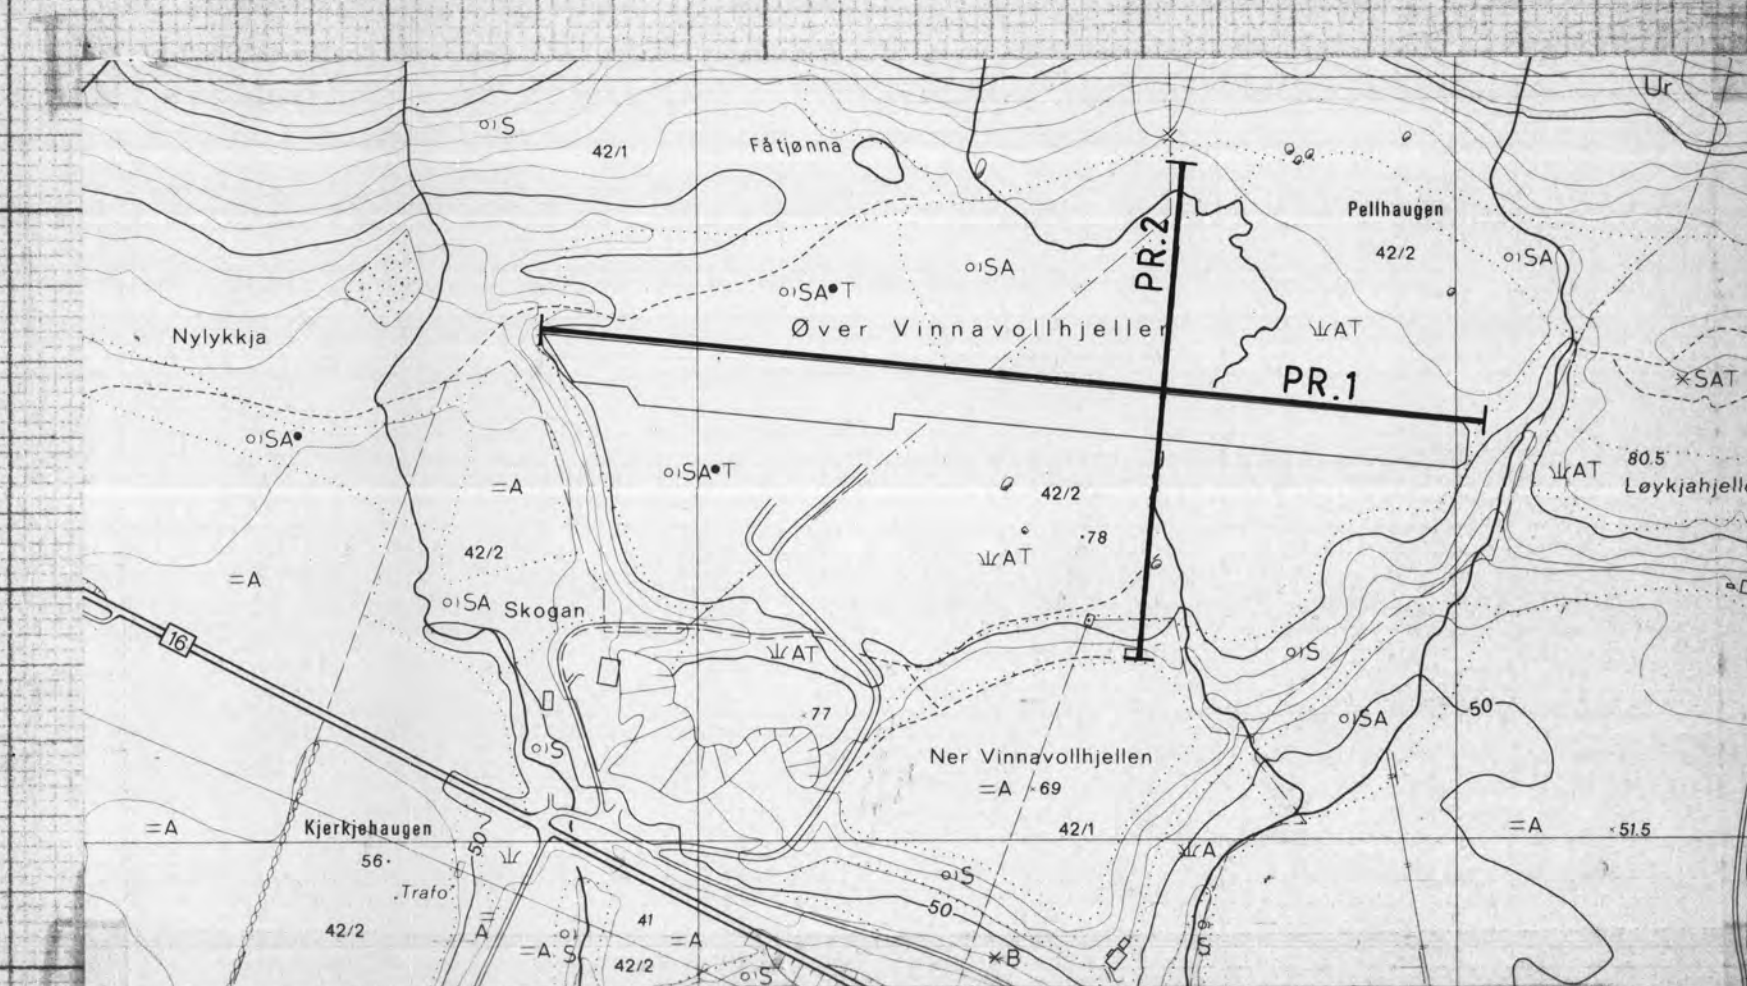 Ur
S
42/1
Fåtjønna
Pellhaugen
42/2
SA
SA
PR.2
SA•T
Øver Vinnavollhjellen
AT
Nylykkja
PR.1
SAT
SA•
SA•T
80.5
AT
Løykjahjelle
A
42/2
78
42/2
AT
A
SA
Skogan
16
AT
S
77
50
SA
S
Ner Vinnavollhjellen
A 69
A
Kjerkjehaugen
50
42/1
A
51.5
56
A
Trafo
S
50
42/2
41
A
A
A
S
42/2
S
B
S